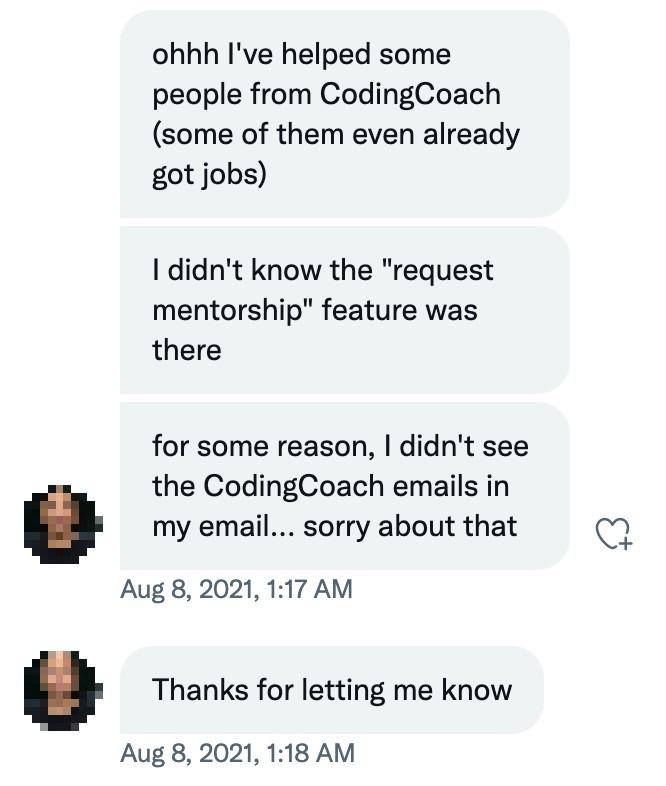 ohhh I've helped some
people from CodingCoach
(some of them even already
got jobs)
I didn't know the "request
mentorship" feature was
there
for some reason, I didn't see
the CodingCoach emails in
my email... sorry about that
Aug 8, 2021, 1:17 AM
Thanks for letting me know
Aug 8, 2021, 1:18 AM